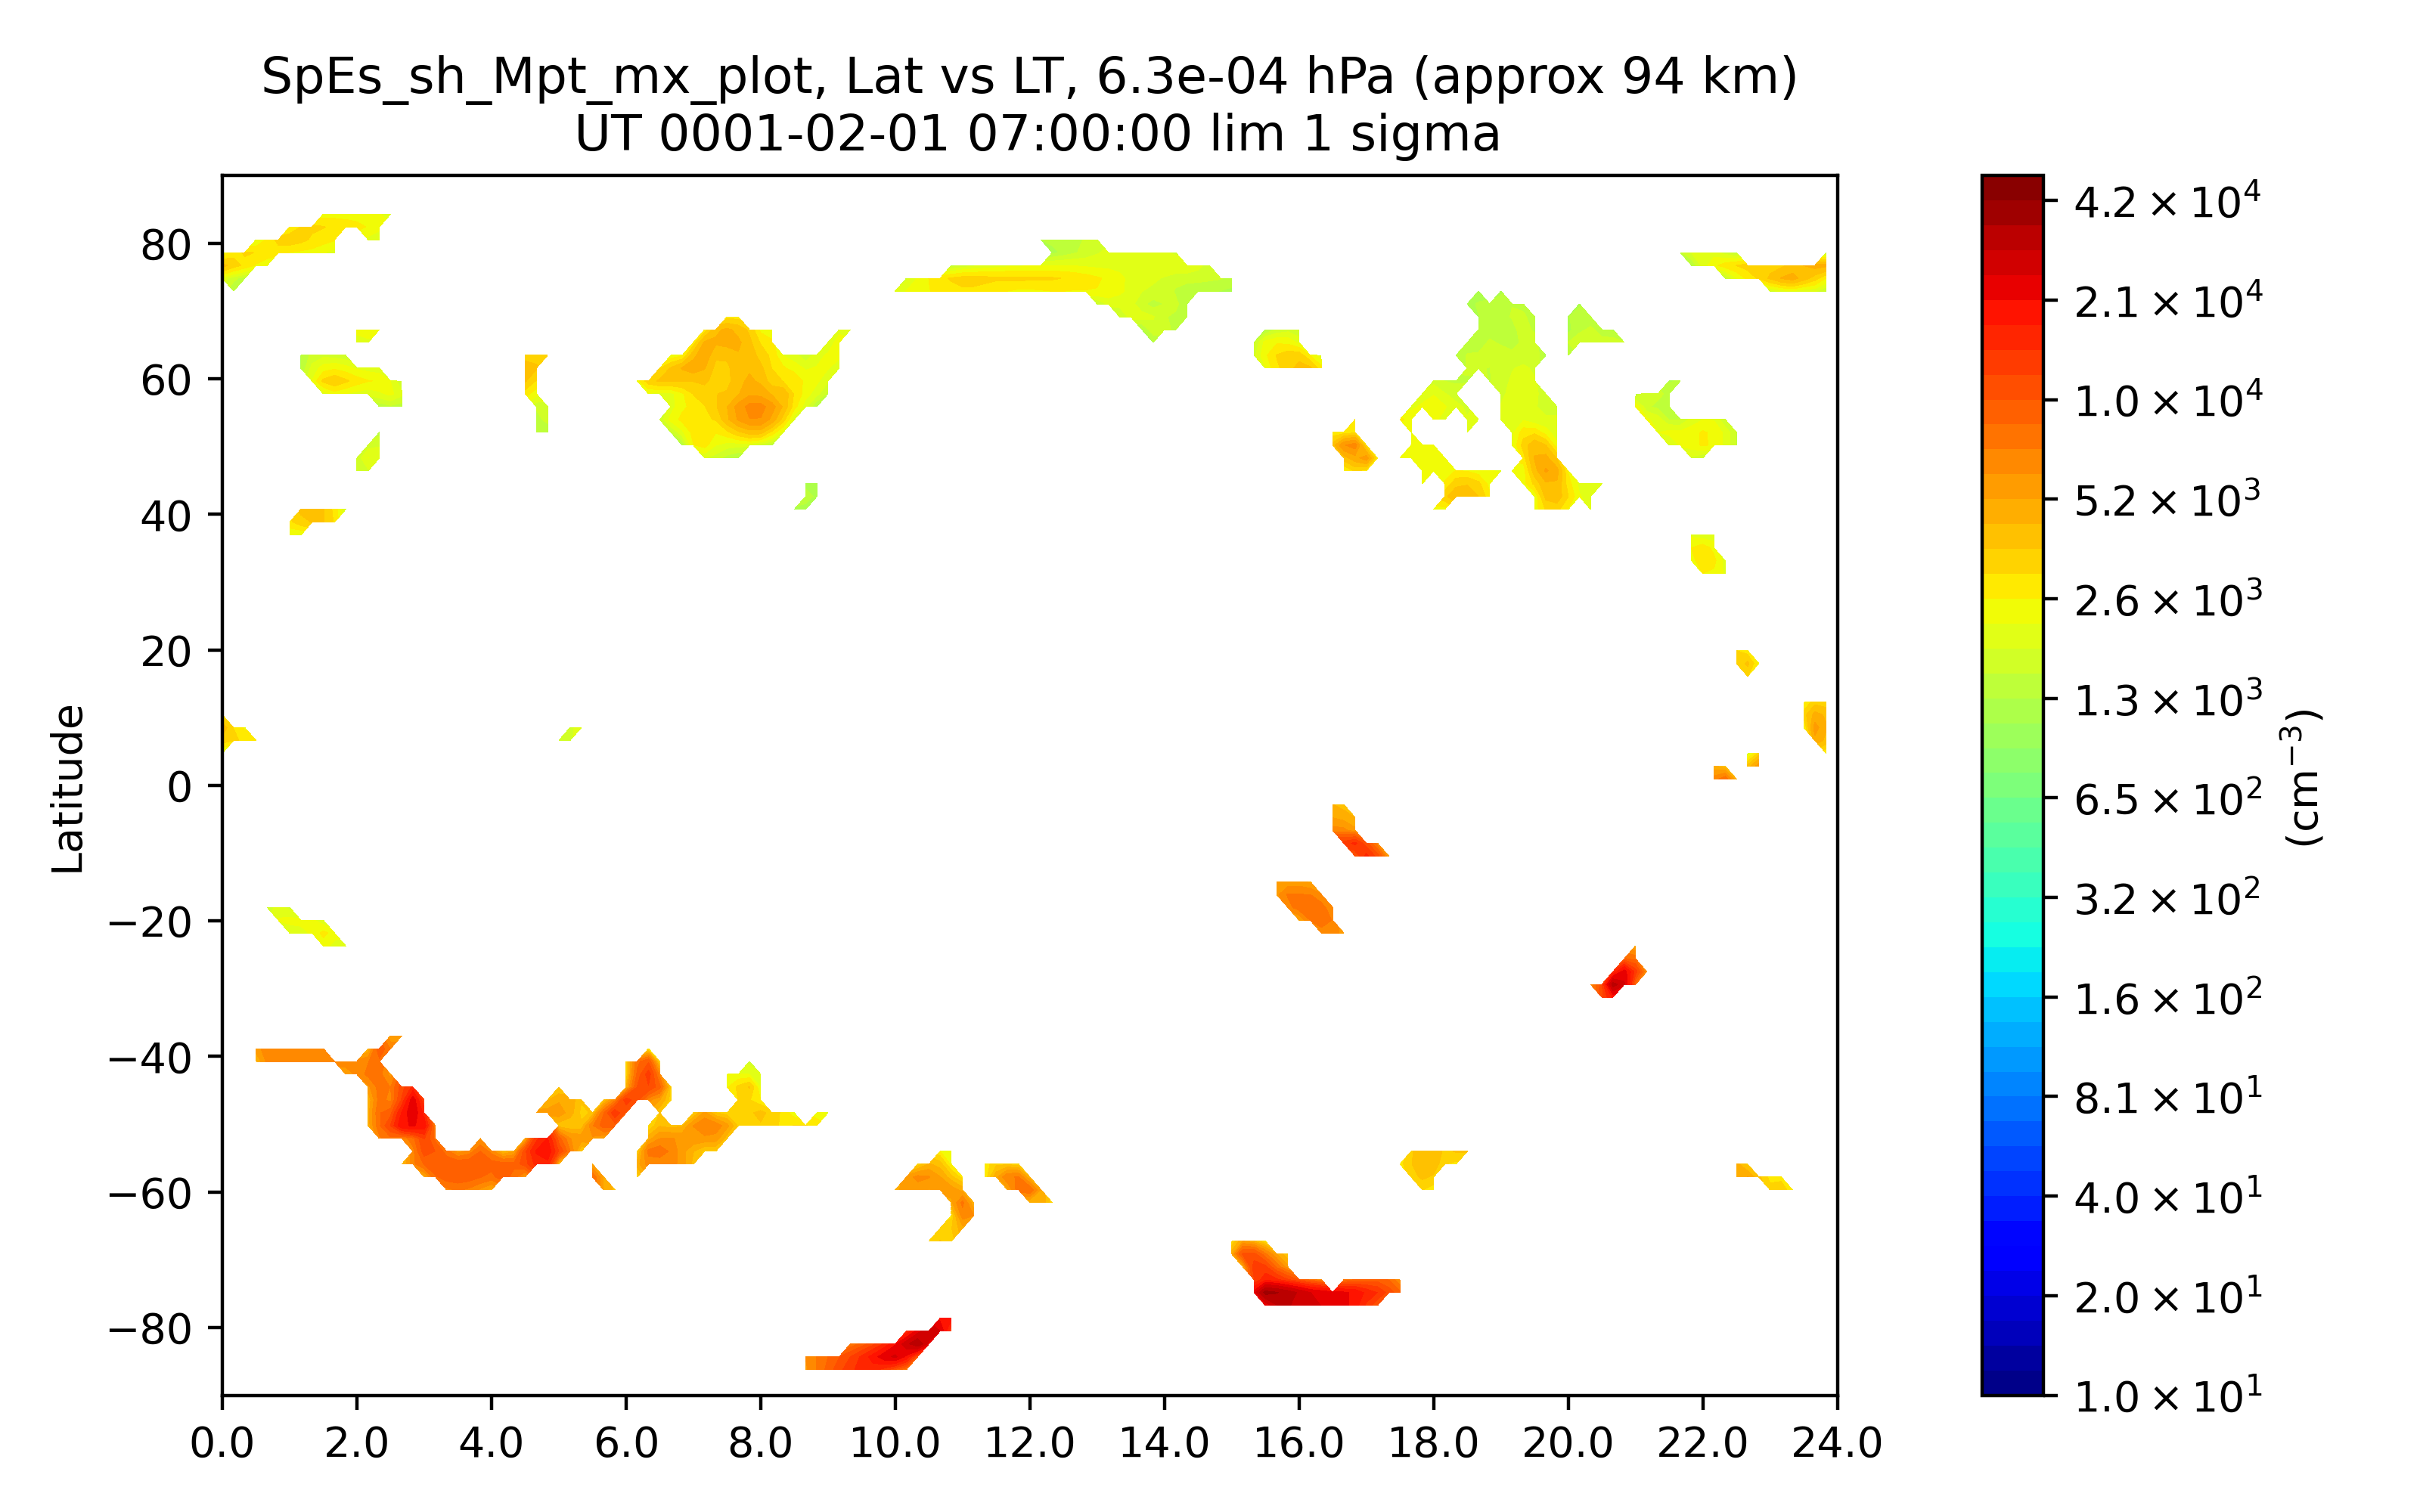 SpEs_sh_Mpt_mx_plot, Lat vs LT, 6.3e-04 hPa (approx 94 km)
UT 0001-02-01 07:00:00 lim 1 sigma
Latitude
80
60
40
20
0
−20
−40
−60
−80
0.0 2.0 4.0 6.0 8.0 10.0 12.0 14.0 16.0 18.0 20.0 22.0 24.0
4.2 × 10⁴
2.1 × 10⁴
1.0 × 10⁴
5.2 × 10³
2.6 × 10³
1.3 × 10³
6.5 × 10²
3.2 × 10²
1.6 × 10²
8.1 × 10¹
4.0 × 10¹
2.0 × 10¹
1.0 × 10¹
(cm⁻³)